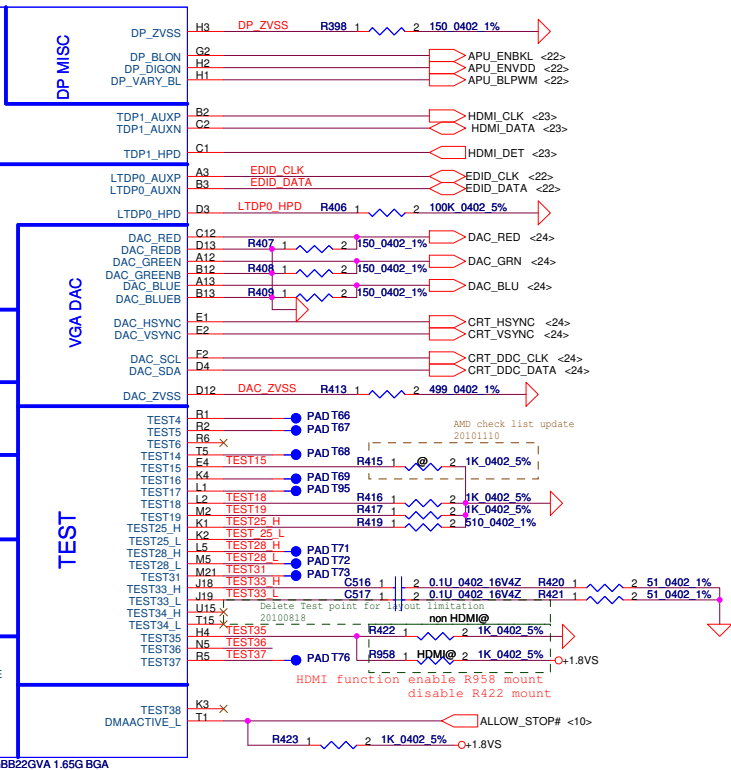 DP MISC
DP_ZVSS H3 DP_ZVSS R398 1 2 150_0402_1%
DP_BLON G2 APU_ENBKL <22>
DP_DIGON H2 APU_ENVDD <22>
DP_VARY_BL H1 APU_BLPWM <22>
TDP1_AUXP B2 HDMI_CLK <23>
TDP1_AUXN C2 HDMI_DATA <23>
TDP1_HPD C1 HDMI_DET <23>
LTDP0_AUXP A3 EDID_CLK EDID_CLK <22>
LTDP0_AUXN B3 EDID_DATA EDID_DATA <22>
LTDP0_HPD D3 LTDP0_HPD R406 1 2 100K_0402_5%
VGA DAC
DAC_RED C12 DAC_RED <24>
DAC_REDB D13 R407 1 2 150_0402_1%
DAC_GREEN A12 DAC_GRN <24>
DAC_GREENB B12 R408 1 2 150_0402_1%
DAC_BLUE A13 DAC_BLU <24>
DAC_BLUEB B13 R409 1 2 150_0402_1%
DAC_HSYNC E1 CRT_HSYNC <24>
DAC_VSYNC E2 CRT_VSYNC <24>
DAC_SCL F2 CRT_DDC_CLK <24>
DAC_SDA D4 CRT_DDC_DATA <24>
DAC_ZVSS D12 DAC_ZVSS R413 1 2 499_0402_1%
TEST
TEST4 R1 PAD T66
TEST5 R2 PAD T67
AMD check list update
20101110
TEST6 R6
TEST14 T5 PAD T68
TEST15 E4 TEST15 R415 1 @ 2 1K_0402_5%
TEST16 K4 PAD T69
TEST17 L1 PAD T95
TEST18 L2 TEST18 R416 1 2 1K_0402_5%
TEST19 M2 TEST19 R417 1 2 1K_0402_5%
TEST25_H K1 TEST25_H R419 1 2 510_0402_1%
TEST25_L K2 TEST_25_L
TEST28_H L5 TEST28_H PAD T71
TEST28_L M5 TEST28_L PAD T72
TEST31 M21 TEST31 PAD T73
TEST33_H J18 TEST33_H C516 1 2 0.1U_0402_16V4Z R420 1 2 51_0402_1%
TEST33_L J19 TEST33_L C517 1 2 0.1U_0402_16V4Z R421 1 2 51_0402_1%
TEST34_H U15
Delete Test point for layout limitation
20100818
TEST34_L T15
non HDMI@
TEST35 H4 TEST35 R422 1 2 1K_0402_5%
TEST36 N5 TEST36
TEST37 R5 TEST37 PAD T76 R958 1 HDMI@ 2 1K_0402_5% +1.8VS
HDMI function enable R958 mount
disable R422 mount
TEST38 K3
DMAACTIVE_L T1 ALLOW_STOP# <10>
R423 1 2 1K_0402_5% +1.8VS
BB22GVA 1.65G BGA